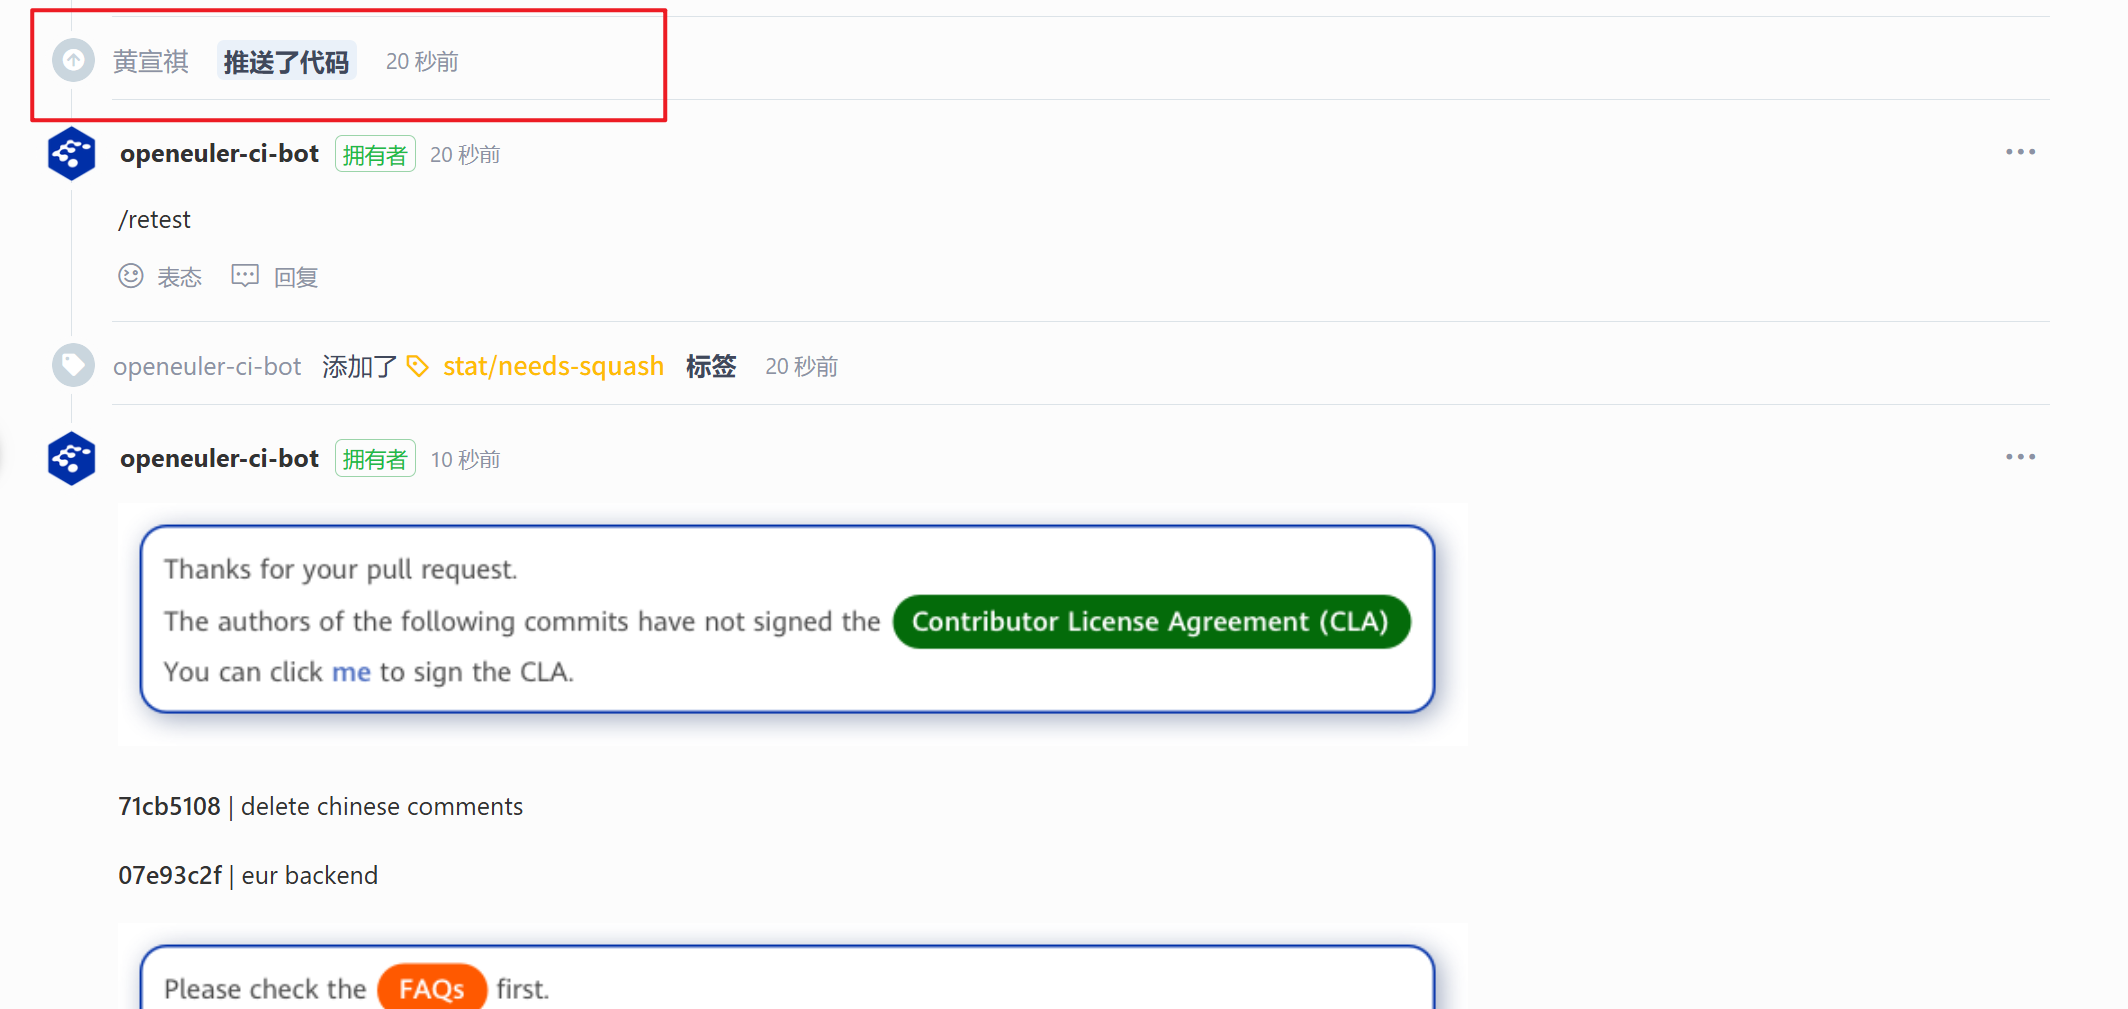 黄宣祺 推送了代码 20 秒前
openeuler-ci-bot 拥有者 20 秒前
/retest
表态 回复
openeuler-ci-bot 添加了 stat/needs-squash 标签 20 秒前
openeuler-ci-bot 拥有者 10 秒前
Thanks for your pull request.
The authors of the following commits have not signed the Contributor License Agreement (CLA)
You can click me to sign the CLA.
71cb5108 | delete chinese comments
07e93c2f | eur backend
Please check the FAQs first.